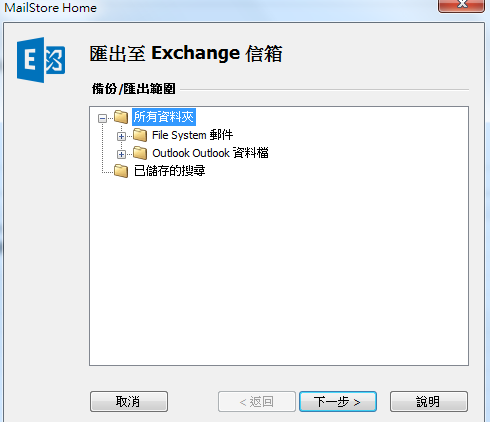 MailStore Home
匯出至 Exchange 信箱
備份/匯出範圍
所有資料夾
File System 郵件
Outlook Outlook 資料檔
已儲存的搜尋
取消
< 返回
下一步 >
說明